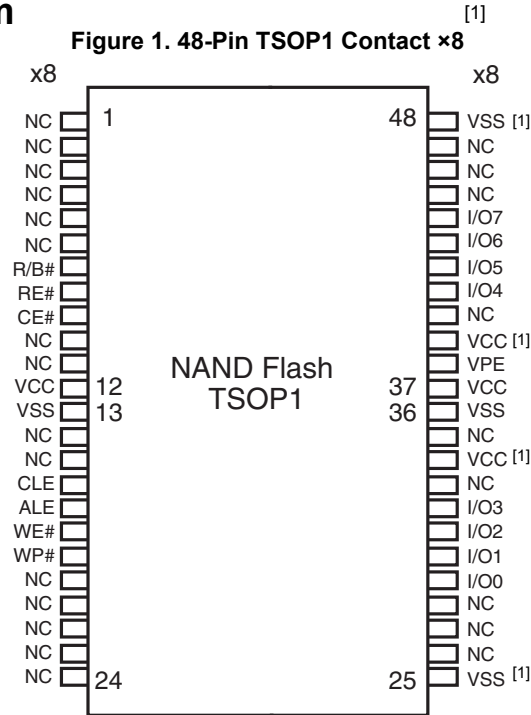 n
[1]
Figure 1. 48-Pin TSOP1 Contact ×8
x8 x8
NC 1 48 VSS [1]
NC NC
NC NC
NC NC
NC I/O7
NC I/O6
R/B# I/O5
RE# I/O4
CE# NC
NC VCC [1]
NC VPE
NAND Flash
VCC 12 37 VCC
TSOP1
VSS 13 36 VSS
NC NC
NC VCC [1]
CLE NC
ALE I/O3
WE# I/O2
WP# I/O1
NC I/O0
NC NC
NC NC
NC NC
NC 24 25 VSS [1]